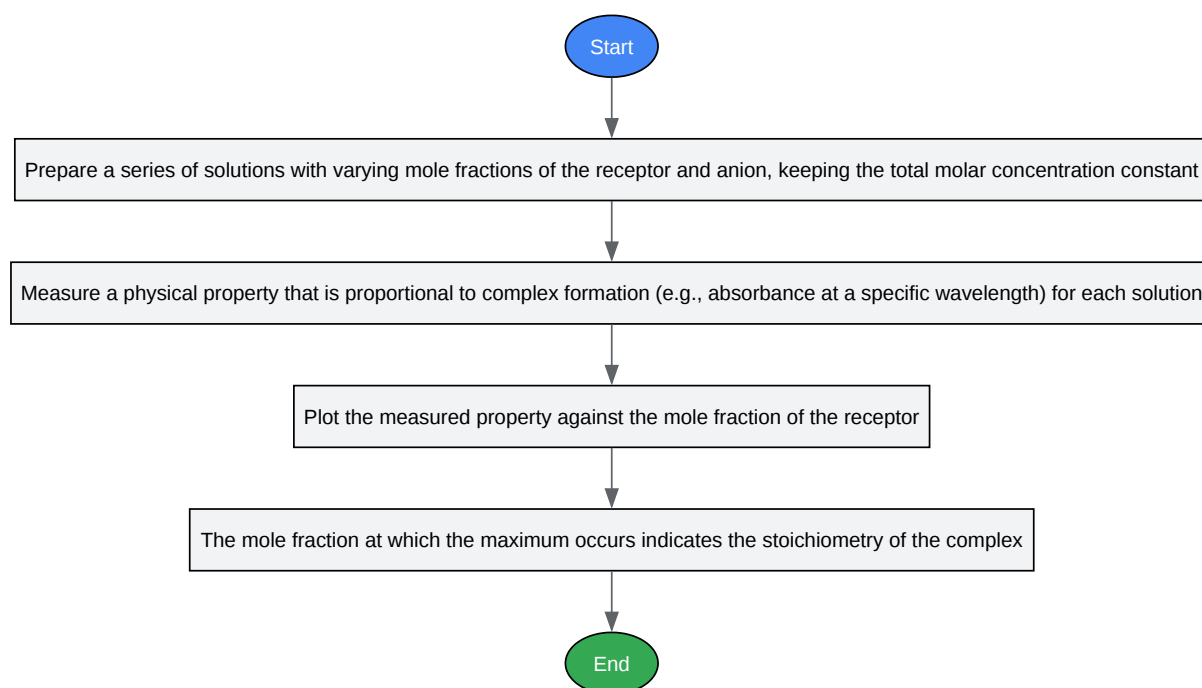 Start
Prepare a series of solutions with varying mole fractions of the receptor and anion, keeping the total molar concentration constant
Measure a physical property that is proportional to complex formation (e.g., absorbance at a specific wavelength) for each solution
Plot the measured property against the mole fraction of the receptor
The mole fraction at which the maximum occurs indicates the stoichiometry of the complex
End